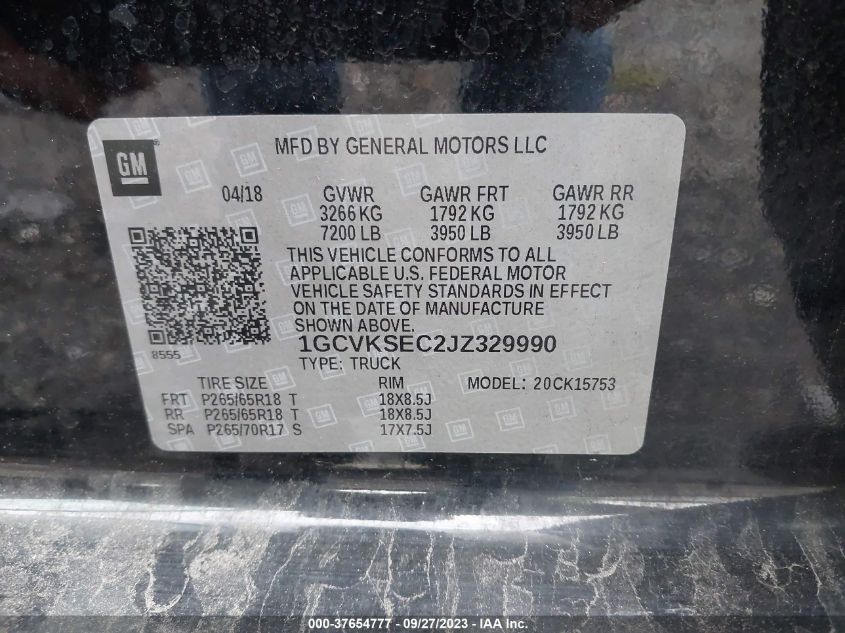 GM
MFD BY GENERAL MOTORS LLC
04/18 GVWR GAWR FRT GAWR RR
3266 KG 1792 KG 1792 KG
7200 LB 3950 LB 3950 LB
THIS VEHICLE CONFORMS TO ALL
APPLICABLE U.S. FEDERAL MOTOR
VEHICLE SAFETY STANDARDS IN EFFECT
ON THE DATE OF MANUFACTURE
SHOWN ABOVE.
8555
1GCVKSEC2JZ329990
TYPE: TRUCK
TIRE SIZE RIM MODEL: 20CK15753
FRT P265/65R18 T 18X8.5J
RR P265/65R18 T 18X8.5J
SPA P265/70R17 S 17X7.5J
000-37654777 - 09/27/2023 - IAA Inc.